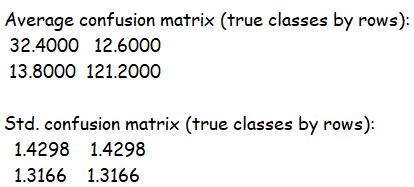 Average confusion matrix (true classes by rows):
32.4000 12.6000
13.8000 121.2000
Std. confusion matrix (true classes by rows):
1.4298 1.4298
1.3166 1.3166